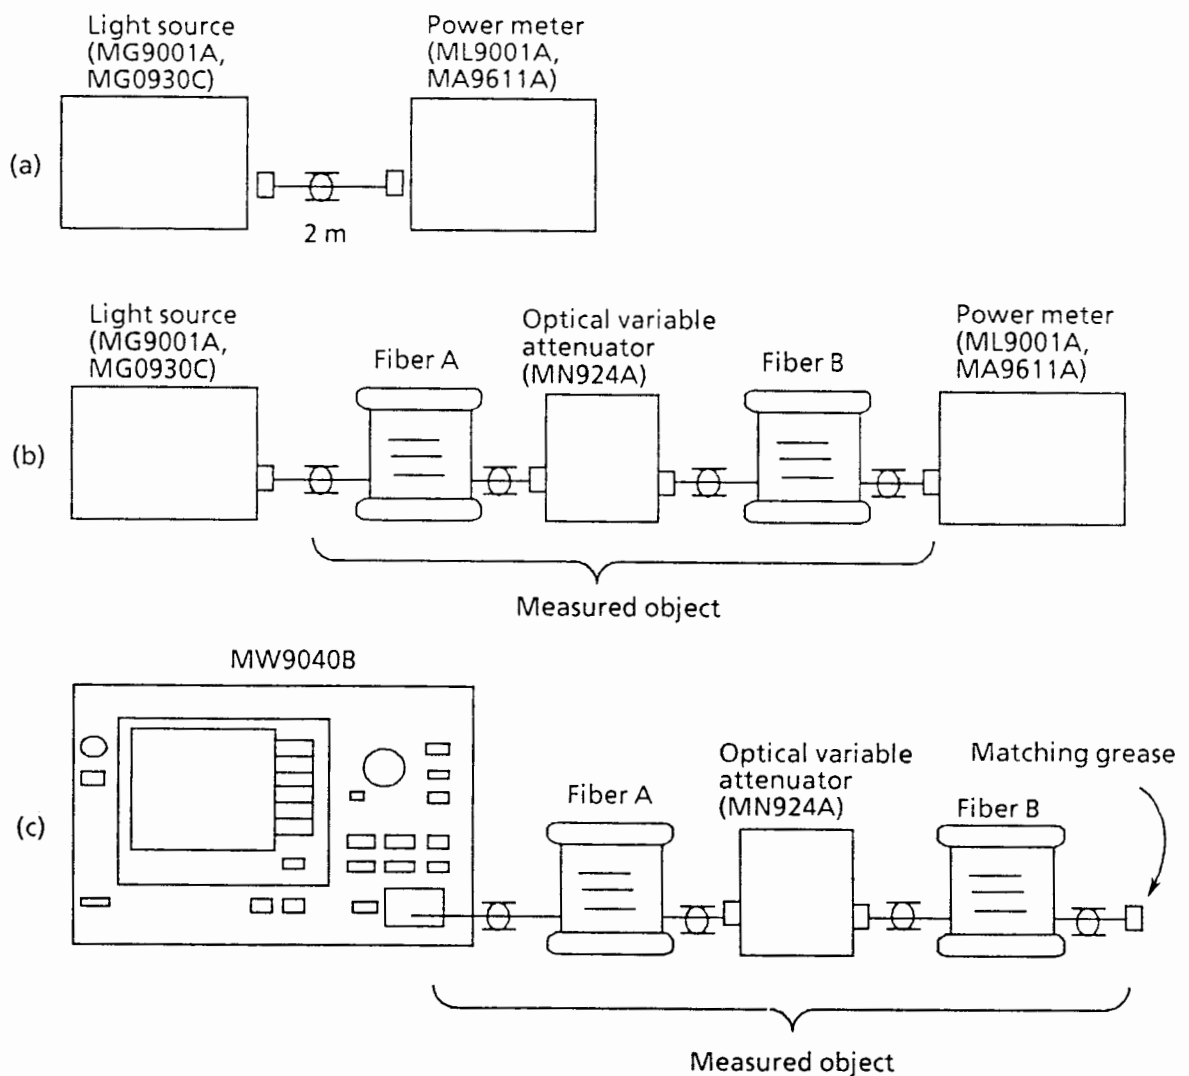 Light source
(MG9001A,
MG0930C)
Power meter
(ML9001A,
MA9611A)
(a)
2 m
Light source
(MG9001A,
MG0930C)
Fiber A
Optical variable
attenuator
(MN924A)
Fiber B
Power meter
(ML9001A,
MA9611A)
(b)
Measured object
MW9040B
(c)
Fiber A
Optical variable
attenuator
(MN924A)
Fiber B
Matching grease
Measured object